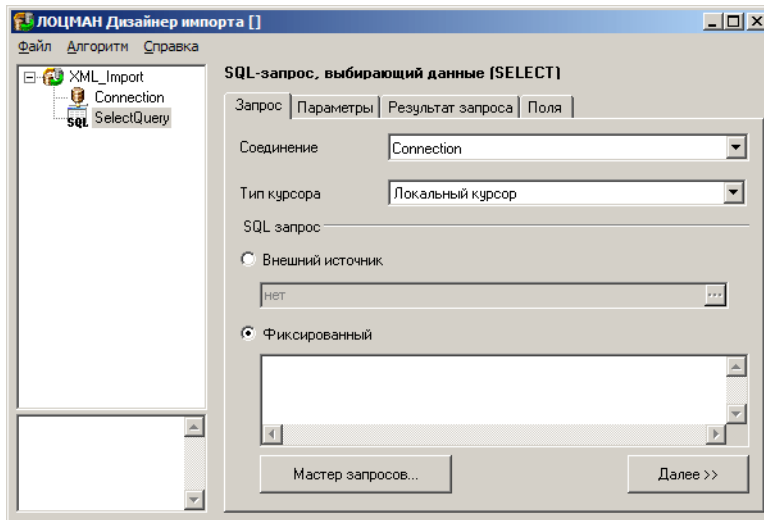 ЛОЦМАН Дизайнер импорта []
Файл Алгоритм Справка
XML_Import
Connection
SQL SelectQuery
SQL-запрос, выбирающий данные (SELECT)
Запрос Параметры Результат запроса Поля
Соединение Connection
Тип курсора Локальный курсор
SQL запрос
Внешний источник
нет ...
Фиксированный
Мастер запросов... Далее >>